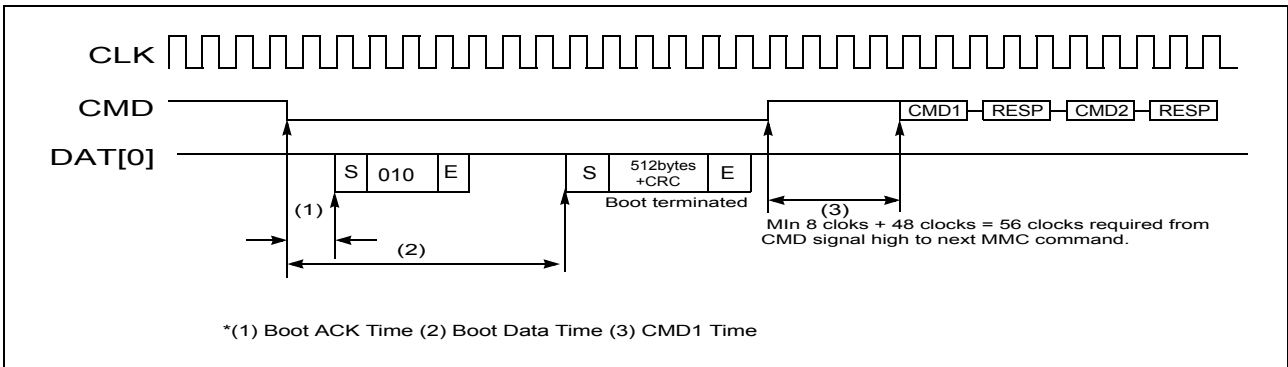 CLK
CMD
CMD1 RESP CMD2 RESP
DAT[0]
S 010 E S 512bytes
+CRC E
Boot terminated
(1)
(2)
(3)
MIn 8 cloks + 48 clocks = 56 clocks required from
CMD signal high to next MMC command.
*(1) Boot ACK Time (2) Boot Data Time (3) CMD1 Time